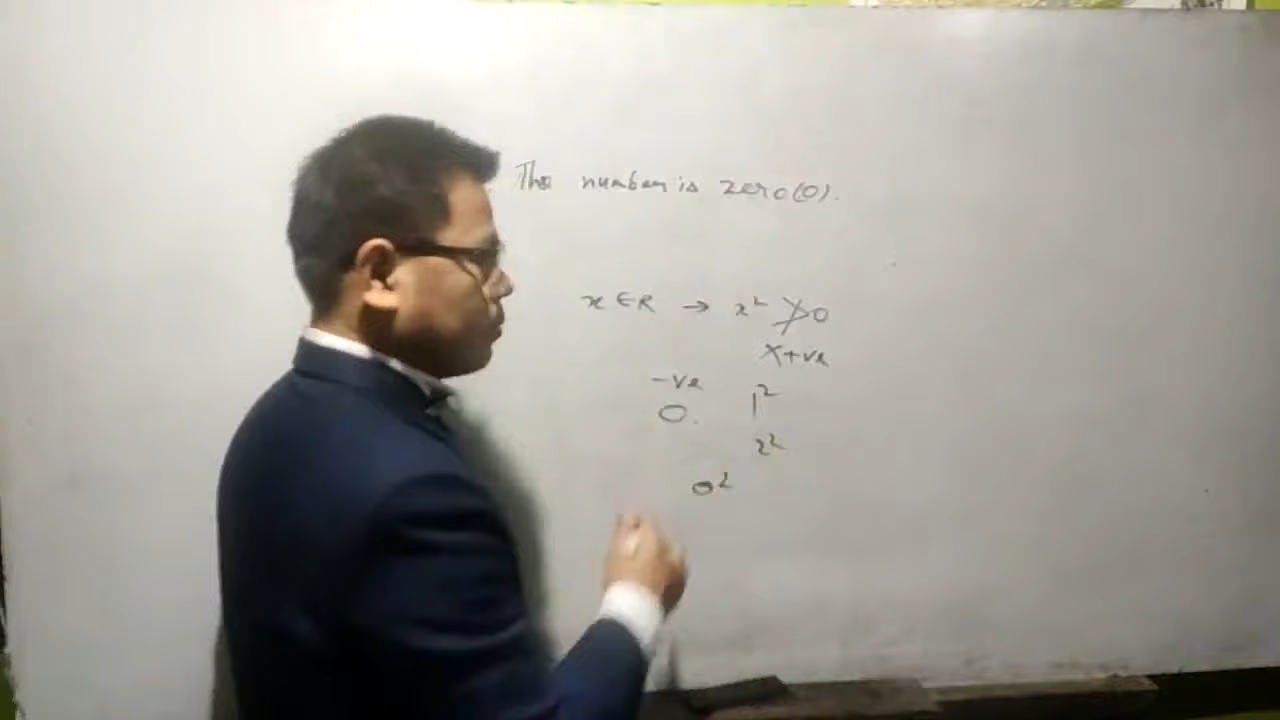 The number is zero(0).
x ∈ R → x² ≯ 0
X+ve
-ve
0. 1²
2²
0²